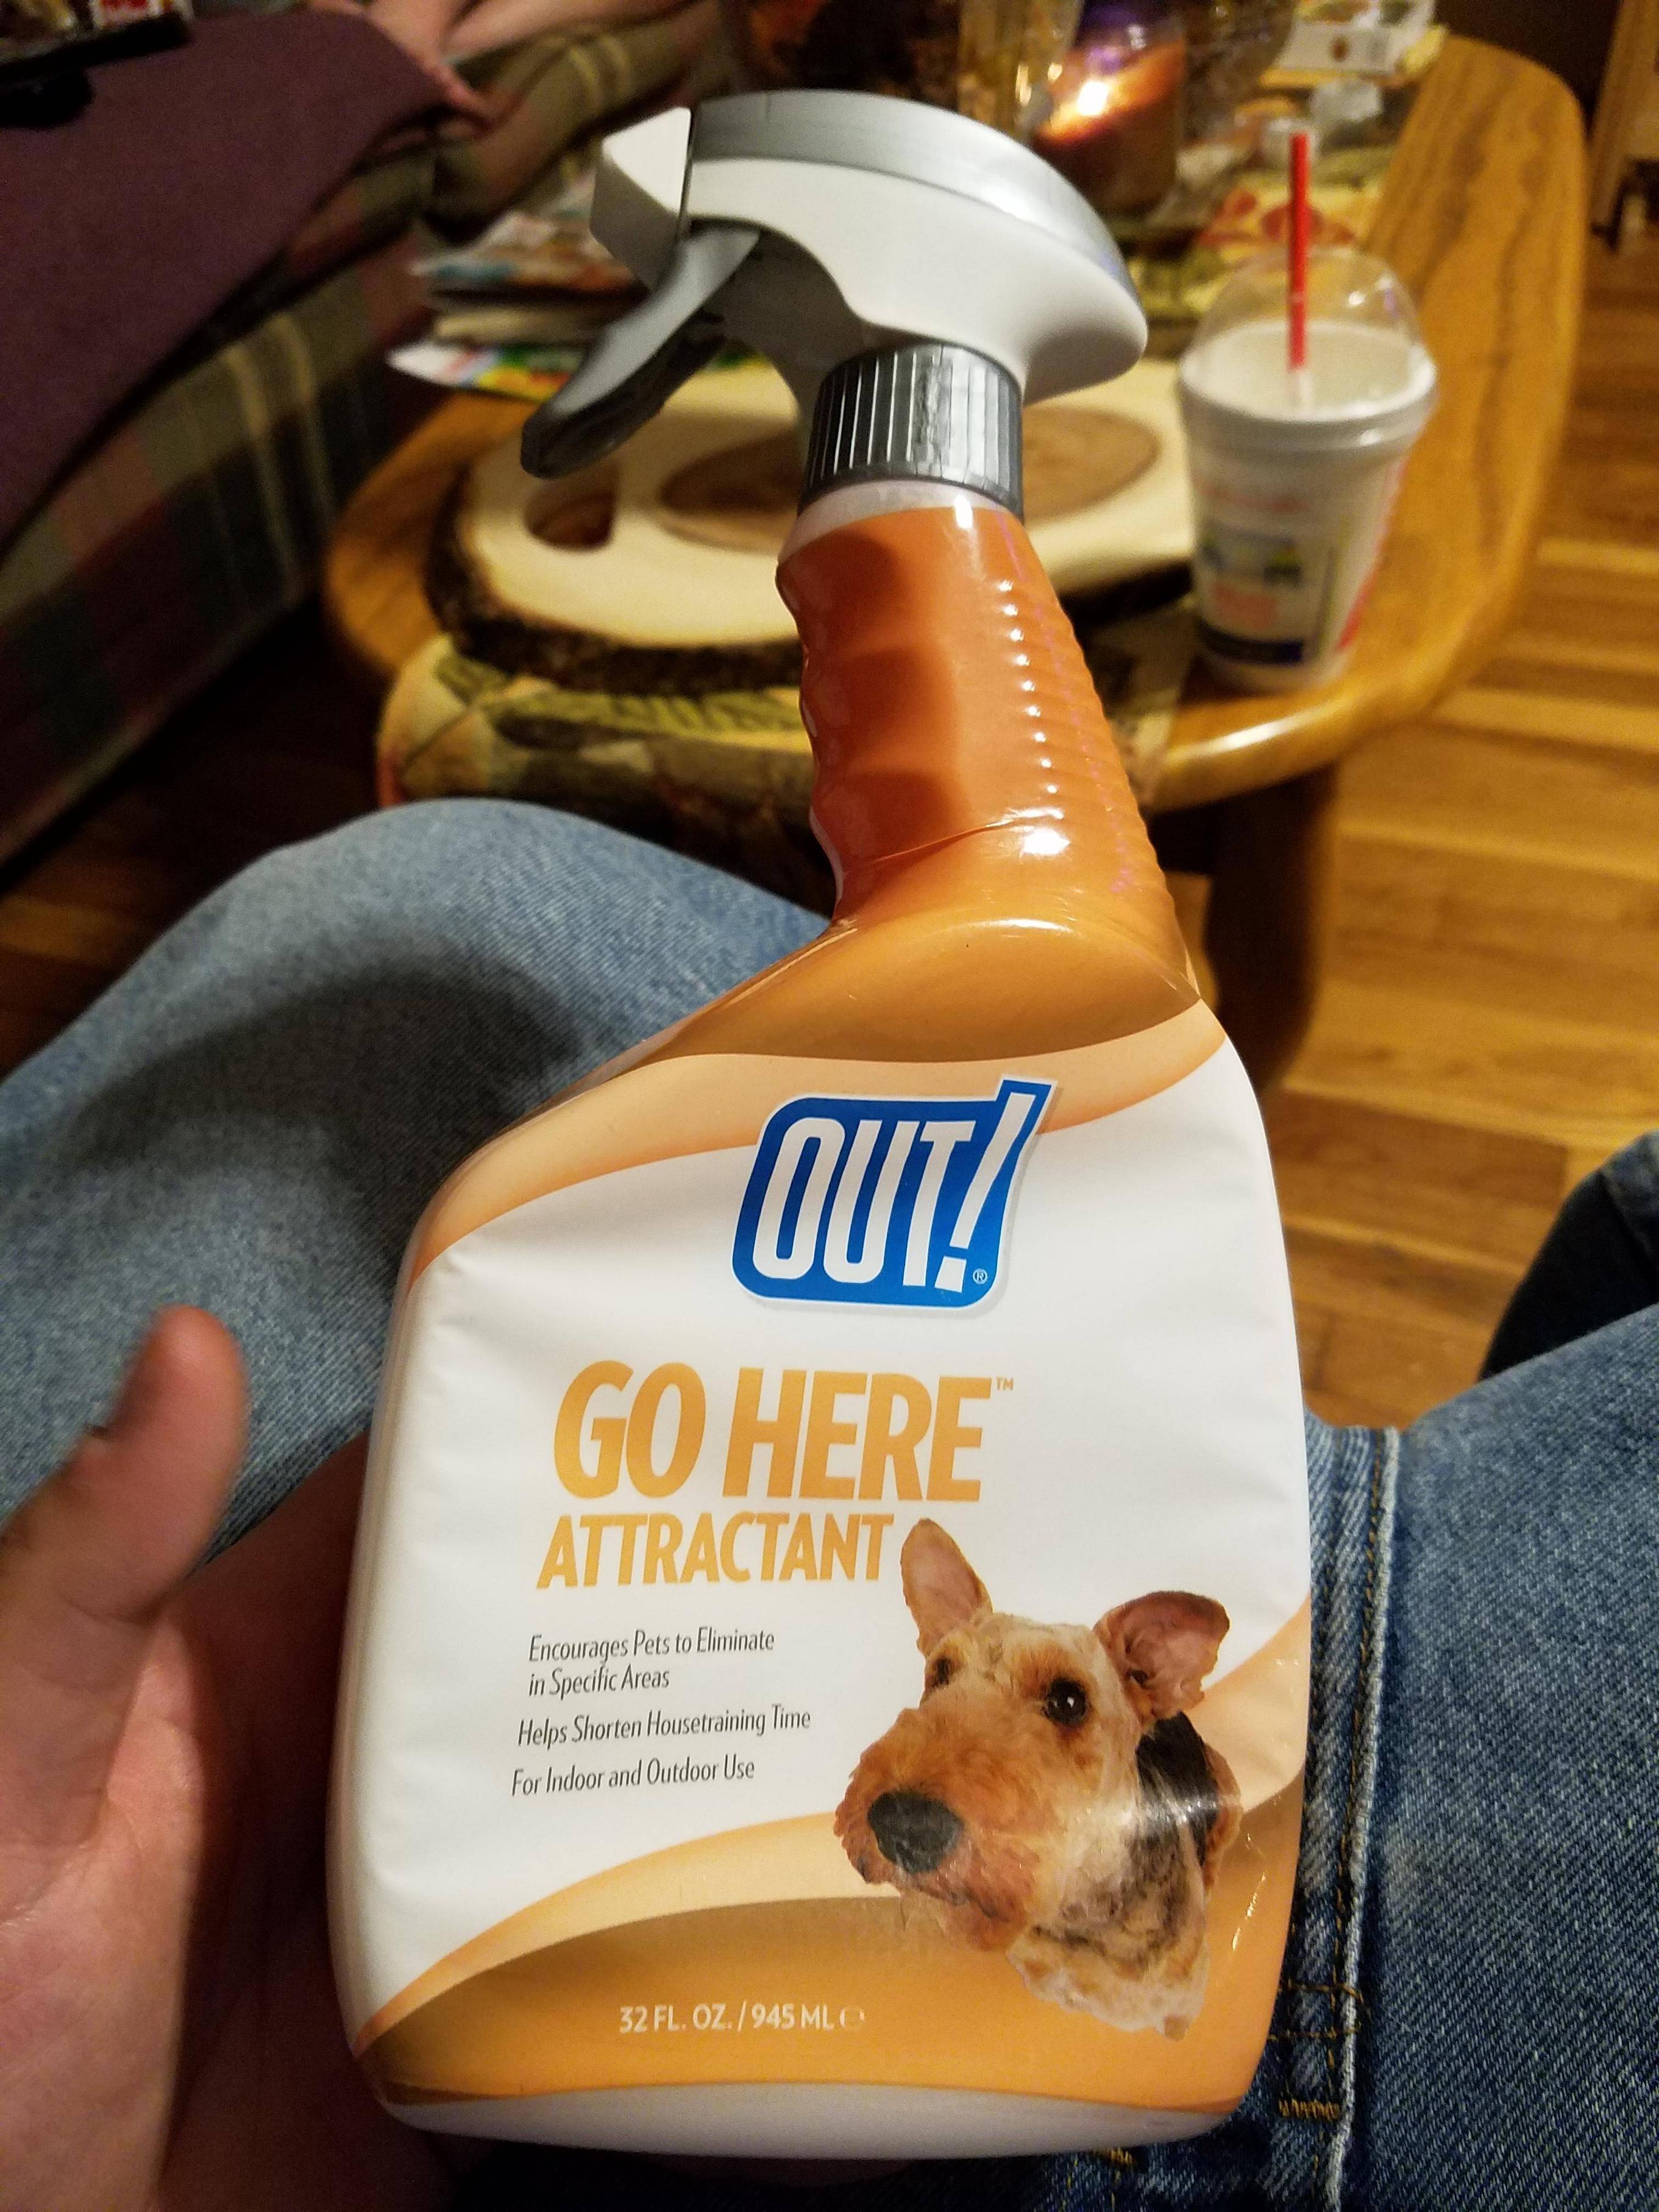 OUT!®
GO HERE™
ATTRACTANT
Encourages Pets to Eliminate
in Specific Areas
Helps Shorten Housetraining Time
For Indoor and Outdoor Use
32 FL. OZ. / 945 ML ℮